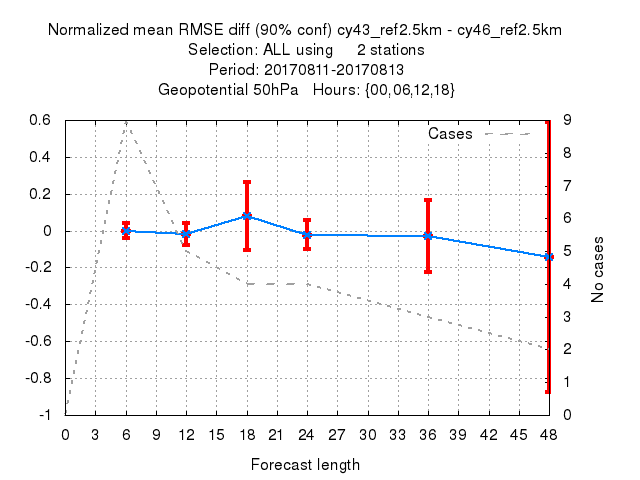 Normalized mean RMSE diff (90% conf) cy43_ref2.5km - cy46_ref2.5km
Selection: ALL using     2 stations
Period: 20170811-20170813
Geopotential 50hPa   Hours: {00,06,12,18}
Cases
0.6
0.4
0.2
0
-0.2
-0.4
-0.6
-0.8
-1
9
8
7
6
5
4
3
2
1
0
No cases
0 3 6 9 12 15 18 21 24 27 30 33 36 39 42 45 48
Forecast length